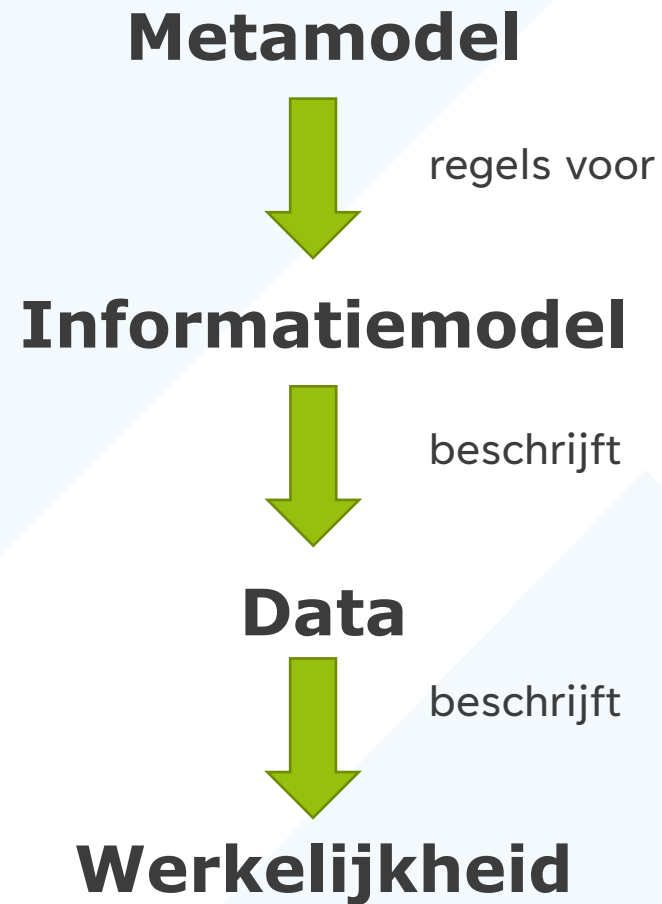 Metamodel
regels voor
Informatiemodel
beschrijft
Data
beschrijft
Werkelijkheid